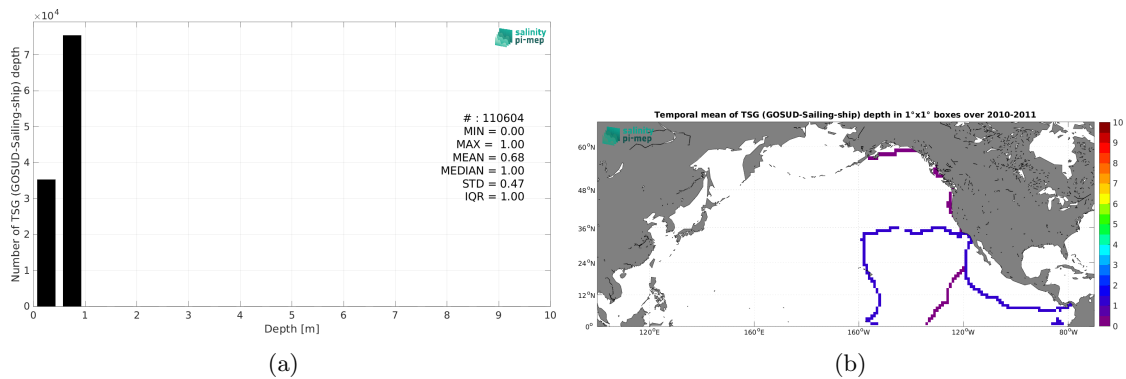 ×10⁴
7
6
5
4
3
2
1
0
Number of TSG (GOSUD-Sailing-ship) depth
salinity
pi-mep
# : 110604
MIN = 0.00
MAX = 1.00
MEAN = 0.68
MEDIAN = 1.00
STD = 0.47
IQR = 1.00
0 1 2 3 4 5 6 7 8 9 10
Depth [m]
(a)
Temporal mean of TSG (GOSUD-Sailing-ship) depth in 1°x1° boxes over 2010-2011
salinity
pi-mep
60°N
48°N
36°N
24°N
12°N
0°
120°E 160°E 160°W 120°W 80°W
10
9
8
7
6
5
4
3
2
1
0
(b)